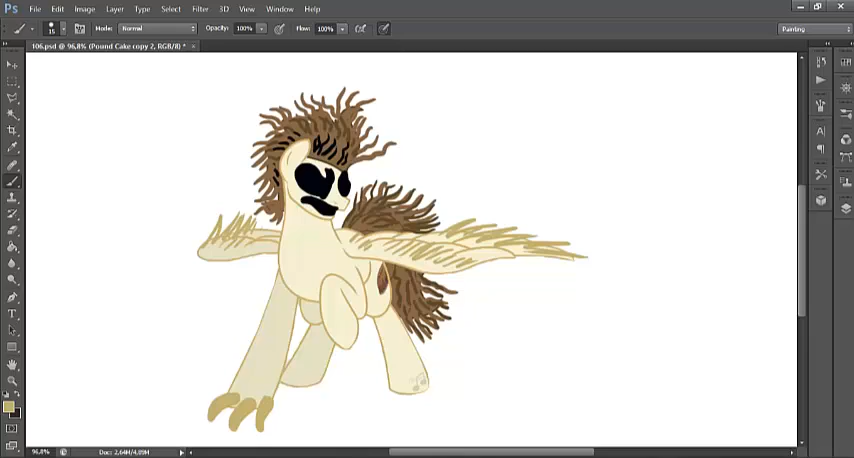 Ps File Edit Image Layer Type Select Filter 3D View Window Help
15 Mode: Normal Opacity: 100% Flow: 100% Painting
106.psd @ 96,8% (Pound Cake copy 2, RGB/8) * ×
96,8% Doc: 2,64M/4,09M